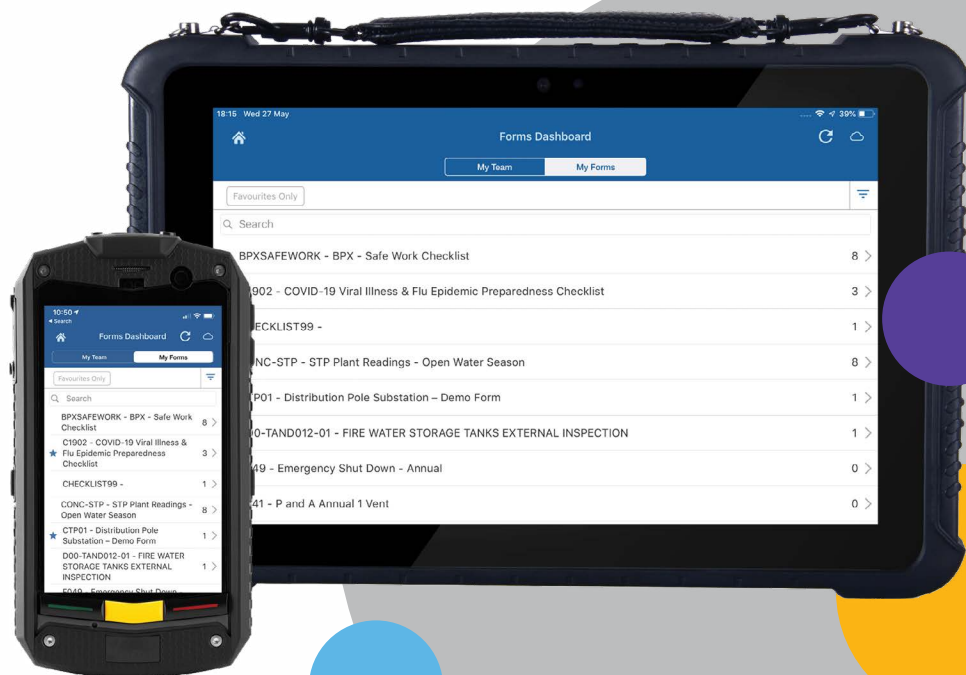 18:15 Wed 27 May
39%
Forms Dashboard
My Team
My Forms
Favourites Only
Search
BPXSAFEWORK - BPX - Safe Work Checklist
8
902 - COVID-19 Viral Illness & Flu Epidemic Preparedness Checklist
3
ECKLIST99 -
1
NC-STP - STP Plant Readings - Open Water Season
8
P01 - Distribution Pole Substation – Demo Form
1
0-TAND012-01 - FIRE WATER STORAGE TANKS EXTERNAL INSPECTION
1
49 - Emergency Shut Down - Annual
0
41 - P and A Annual 1 Vent
0
10:50
Search
Forms Dashboard
My Team
My Forms
Favourites Only
Search
BPXSAFEWORK - BPX - Safe Work
Checklist
8
C1902 - COVID-19 Viral Illness &
Flu Epidemic Preparedness
Checklist
3
CHECKLIST99 -
1
CONC-STP - STP Plant Readings -
Open Water Season
8
CTP01 - Distribution Pole
Substation – Demo Form
1
D00-TAND012-01 - FIRE WATER
STORAGE TANKS EXTERNAL
INSPECTION
1
F049 - Emergency Shut Down -